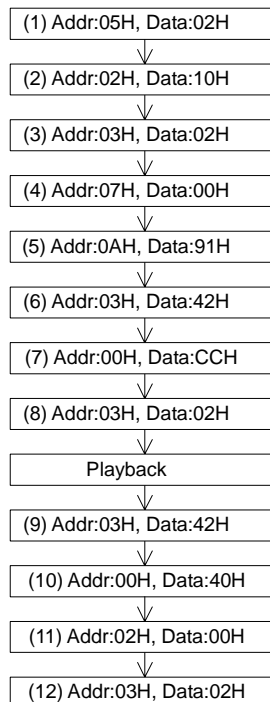 (1) Addr:05H, Data:02H
(2) Addr:02H, Data:10H
(3) Addr:03H, Data:02H
(4) Addr:07H, Data:00H
(5) Addr:0AH, Data:91H
(6) Addr:03H, Data:42H
(7) Addr:00H, Data:CCH
(8) Addr:03H, Data:02H
Playback
(9) Addr:03H, Data:42H
(10) Addr:00H, Data:40H
(11) Addr:02H, Data:00H
(12) Addr:03H, Data:02H